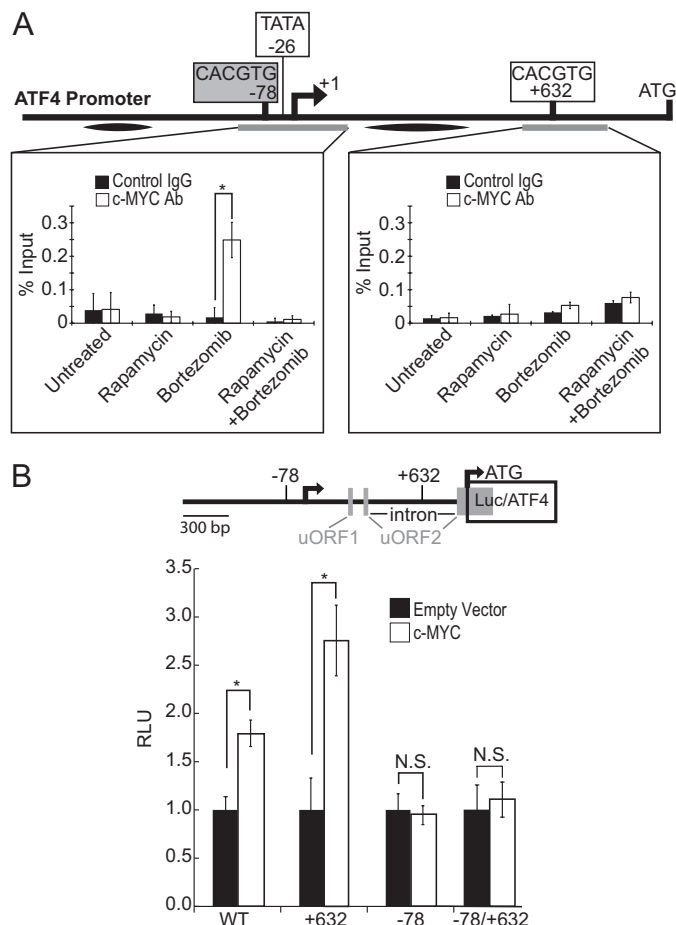 A
TATA
-26
CACGTG
-78
+1
CACGTG
+632
ATG
ATF4 Promoter
Control IgG
c-MYC Ab
*
0.3
0.2
0.1
0
% Input
Untreated
Rapamycin
Bortezomib
Rapamycin
+Bortezomib
Control IgG
c-MYC Ab
0.3
0.2
0.1
0
% Input
Untreated
Rapamycin
Bortezomib
Rapamycin
+Bortezomib
B
-78
+632
ATG
Luc/ATF4
300 bp
intron
uORF1
uORF2
3.5
3.0
2.5
2.0
1.5
1.0
0.5
0.0
RLU
Empty Vector
c-MYC
*
*
N.S.
N.S.
WT
+632
-78
-78/+632